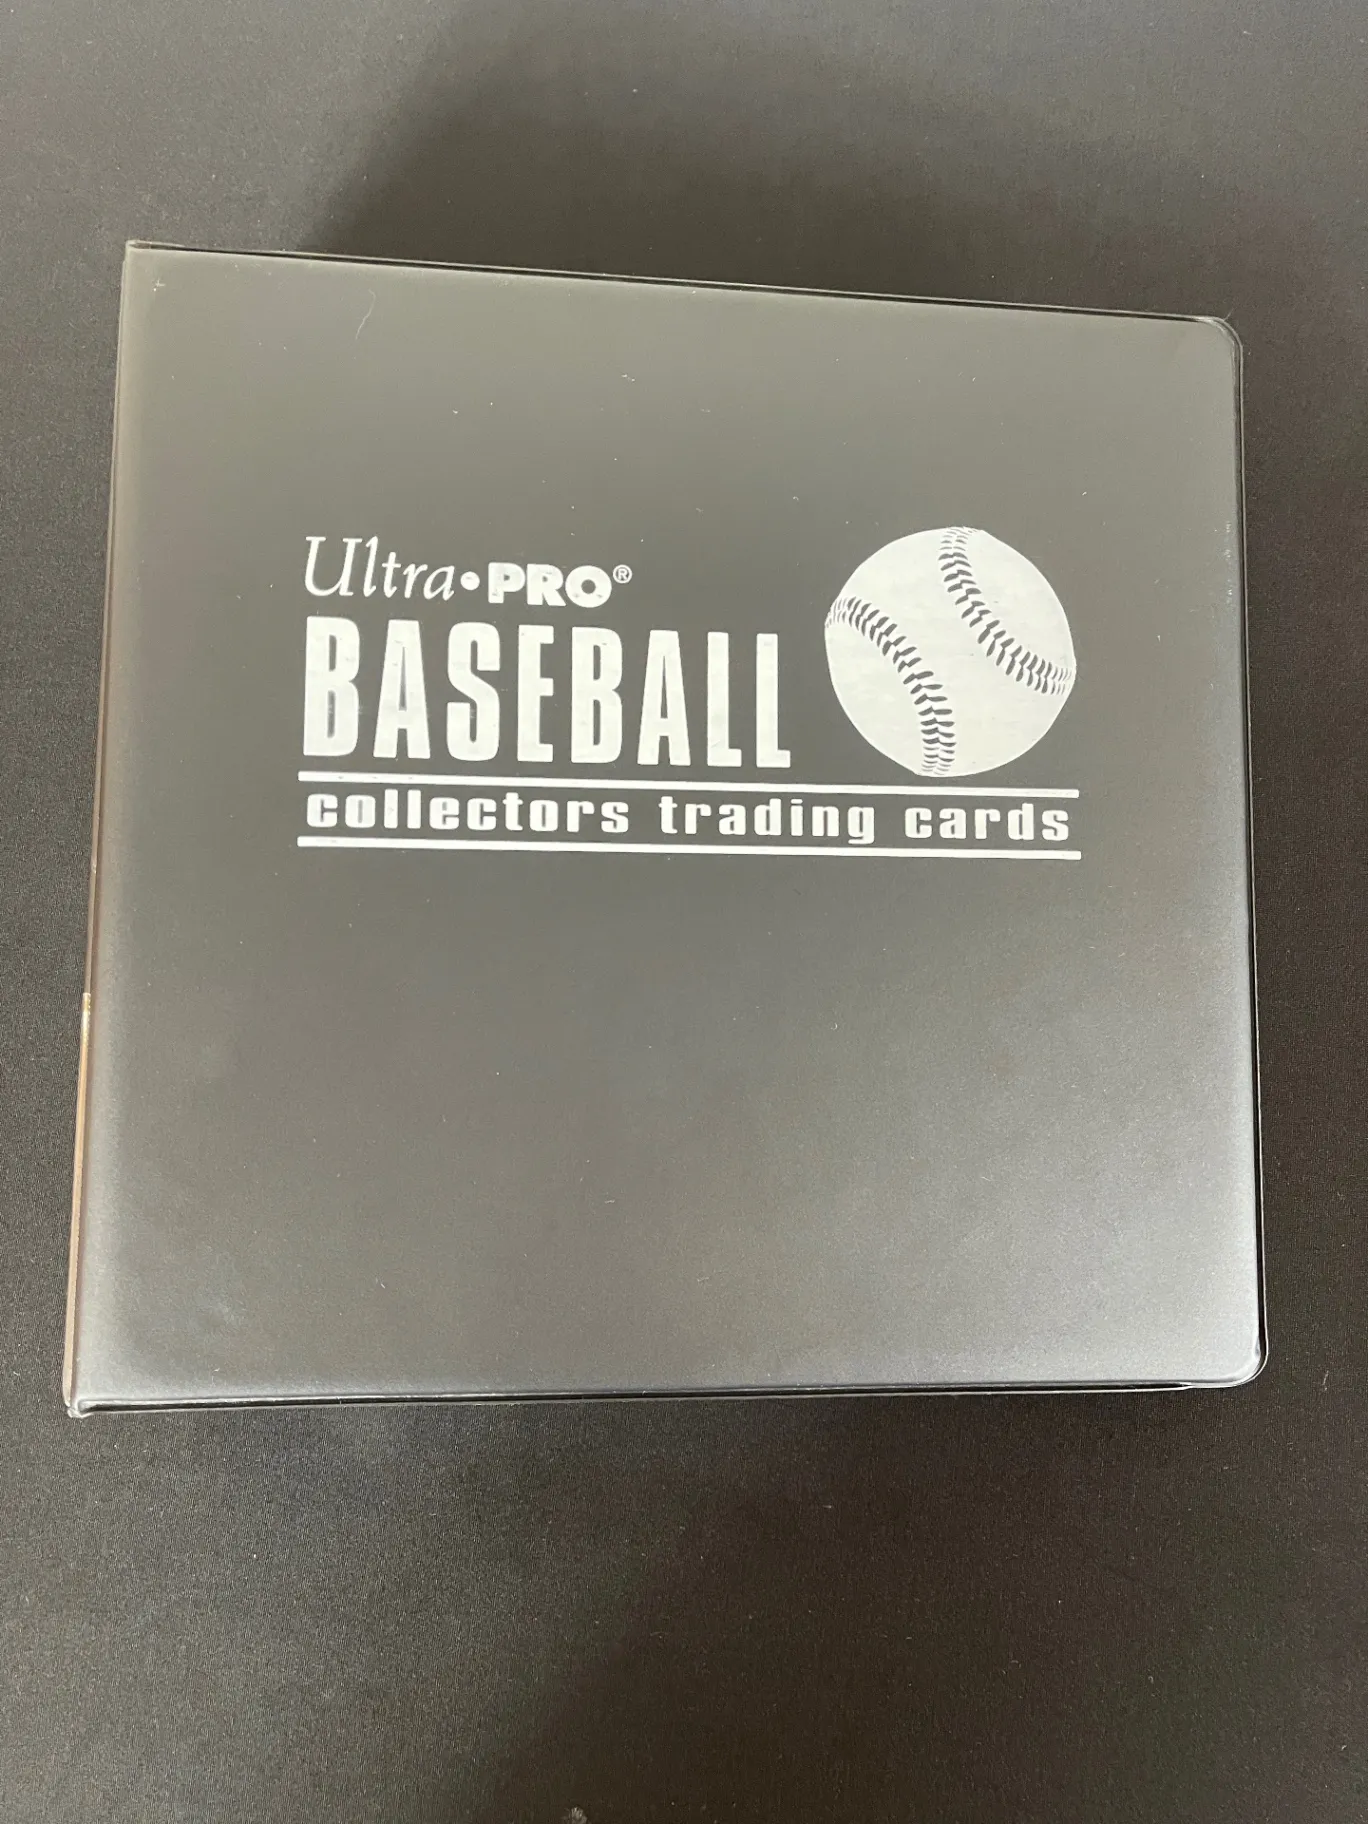 Ultra•PRO®
BASEBALL
collectors trading cards